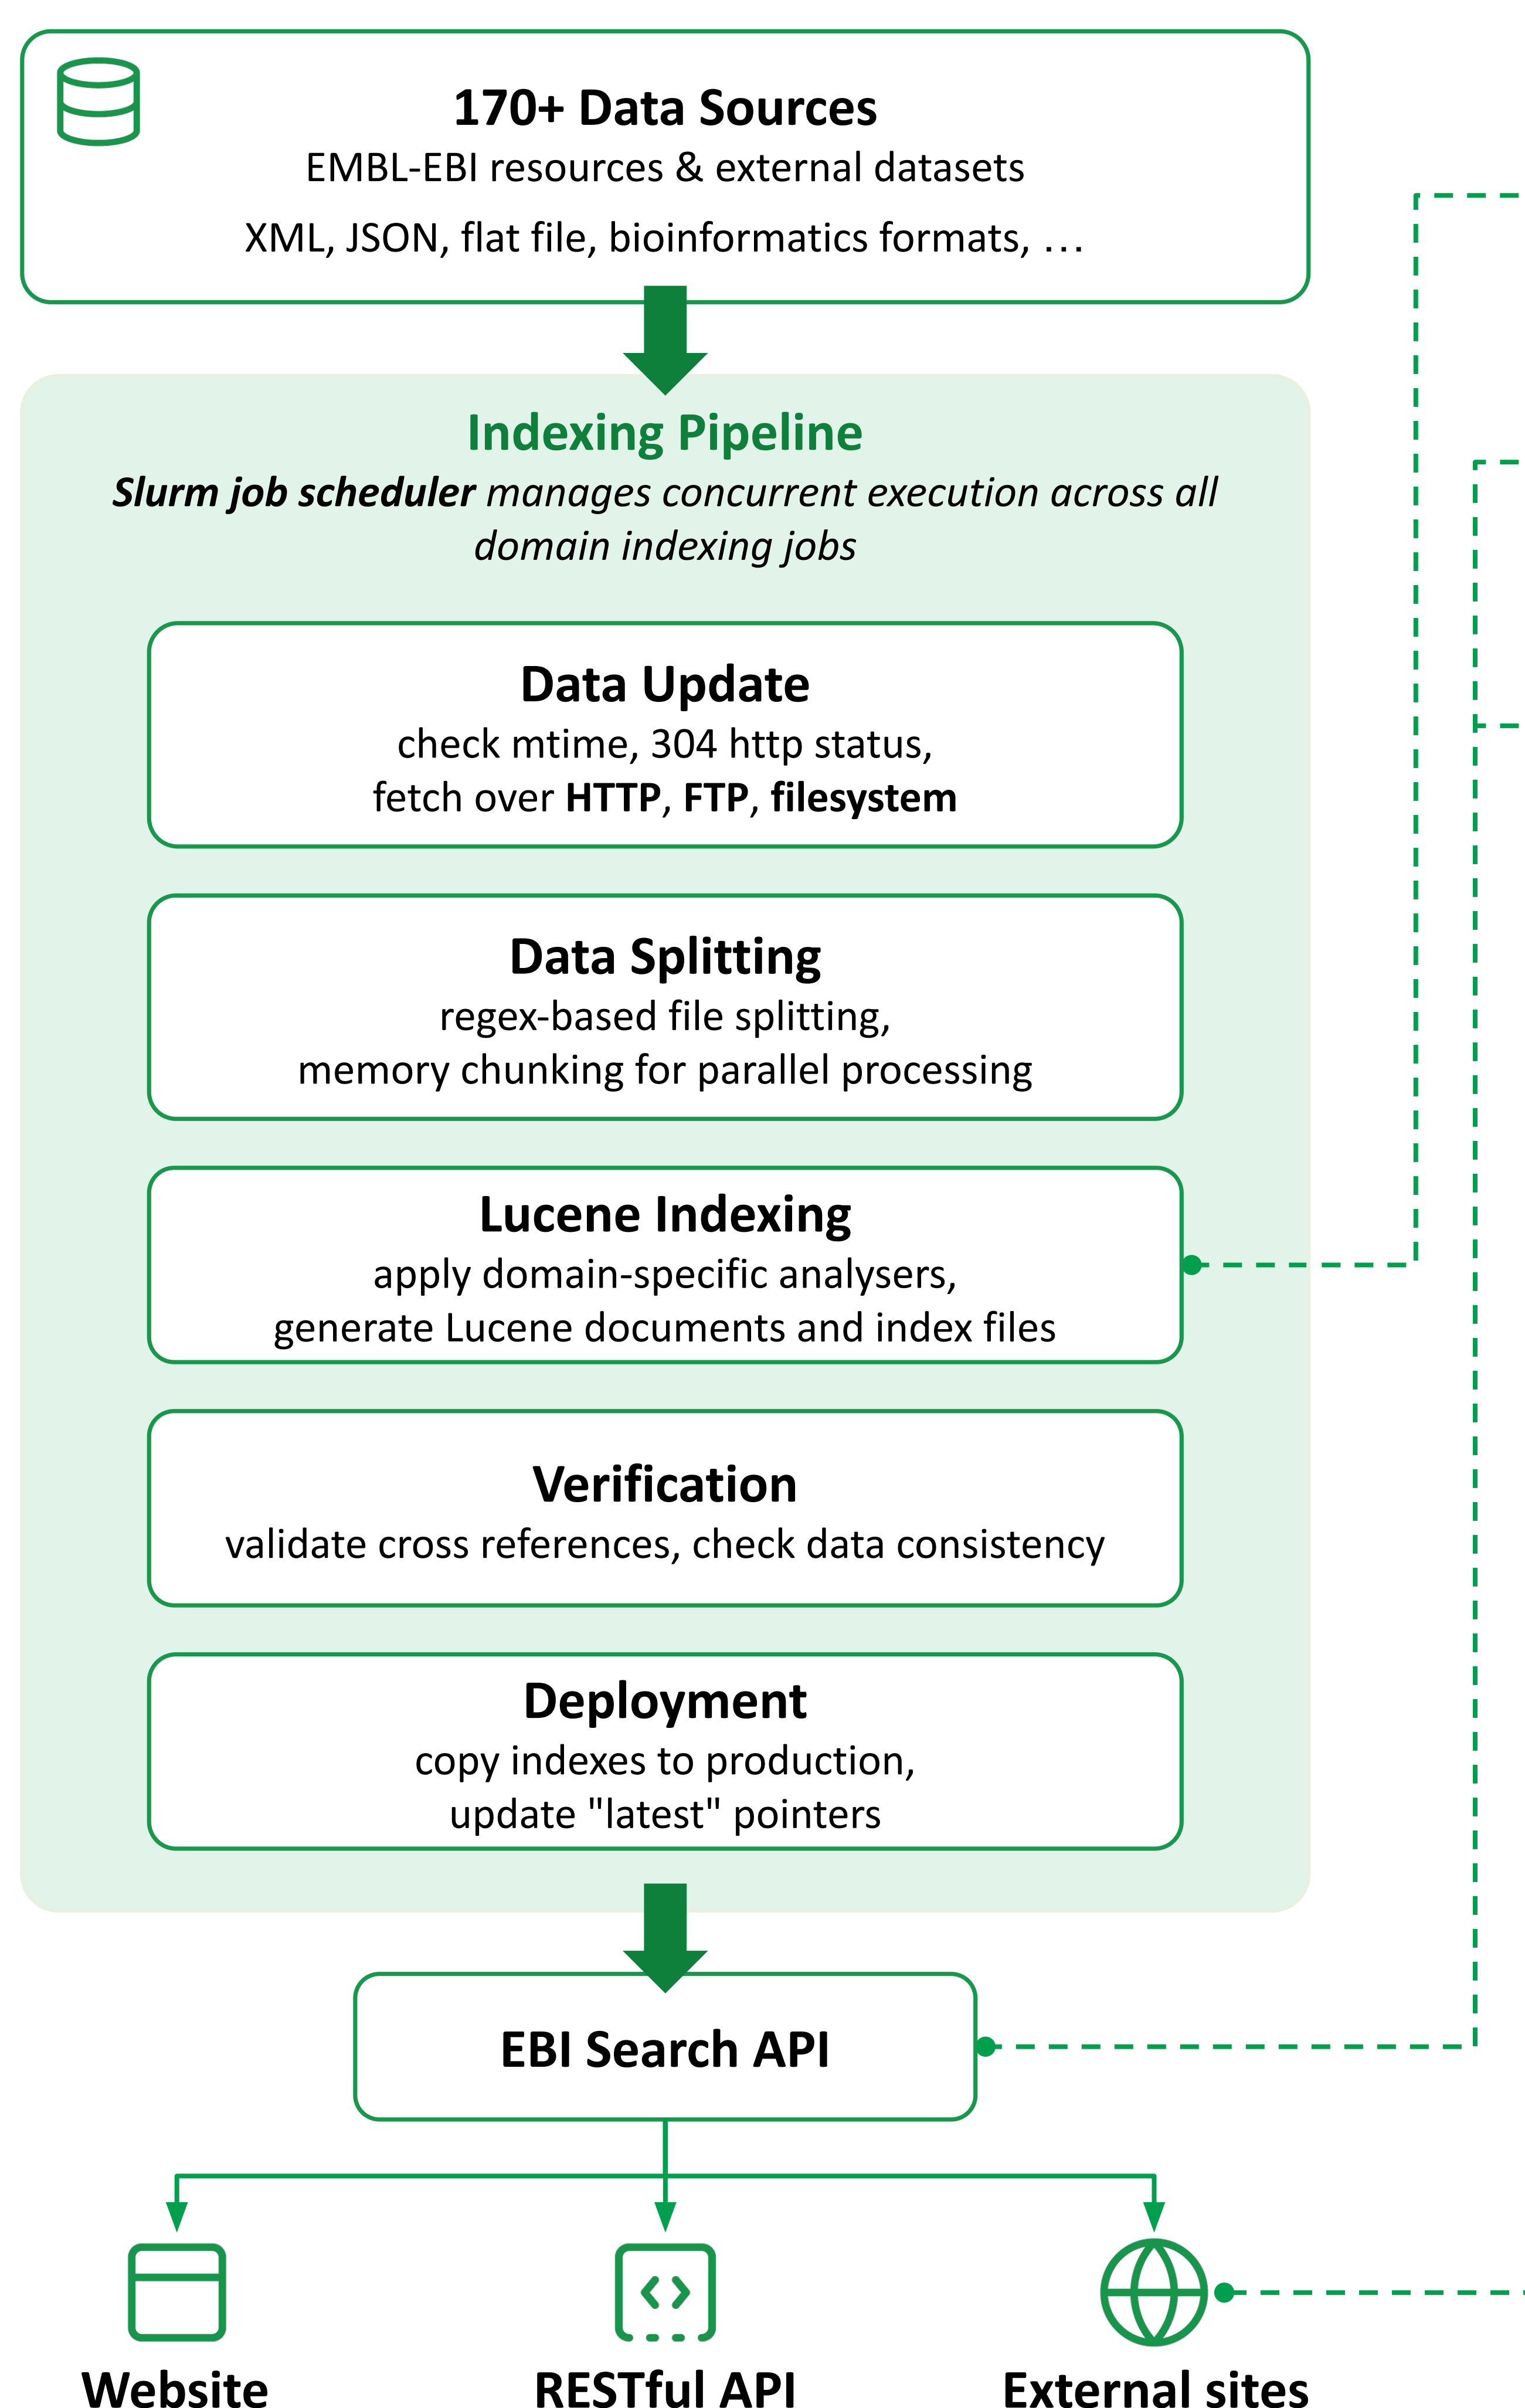 170+ Data Sources
EMBL-EBI resources & external datasets
XML, JSON, flat file, bioinformatics formats, …
Indexing Pipeline
Slurm job scheduler manages concurrent execution across all
domain indexing jobs
Data Update
check mtime, 304 http status,
fetch over HTTP, FTP, filesystem
Data Splitting
regex-based file splitting,
memory chunking for parallel processing
Lucene Indexing
apply domain-specific analysers,
generate Lucene documents and index files
Verification
validate cross references, check data consistency
Deployment
copy indexes to production,
update "latest" pointers
EBI Search API
Website
RESTful API
External sites